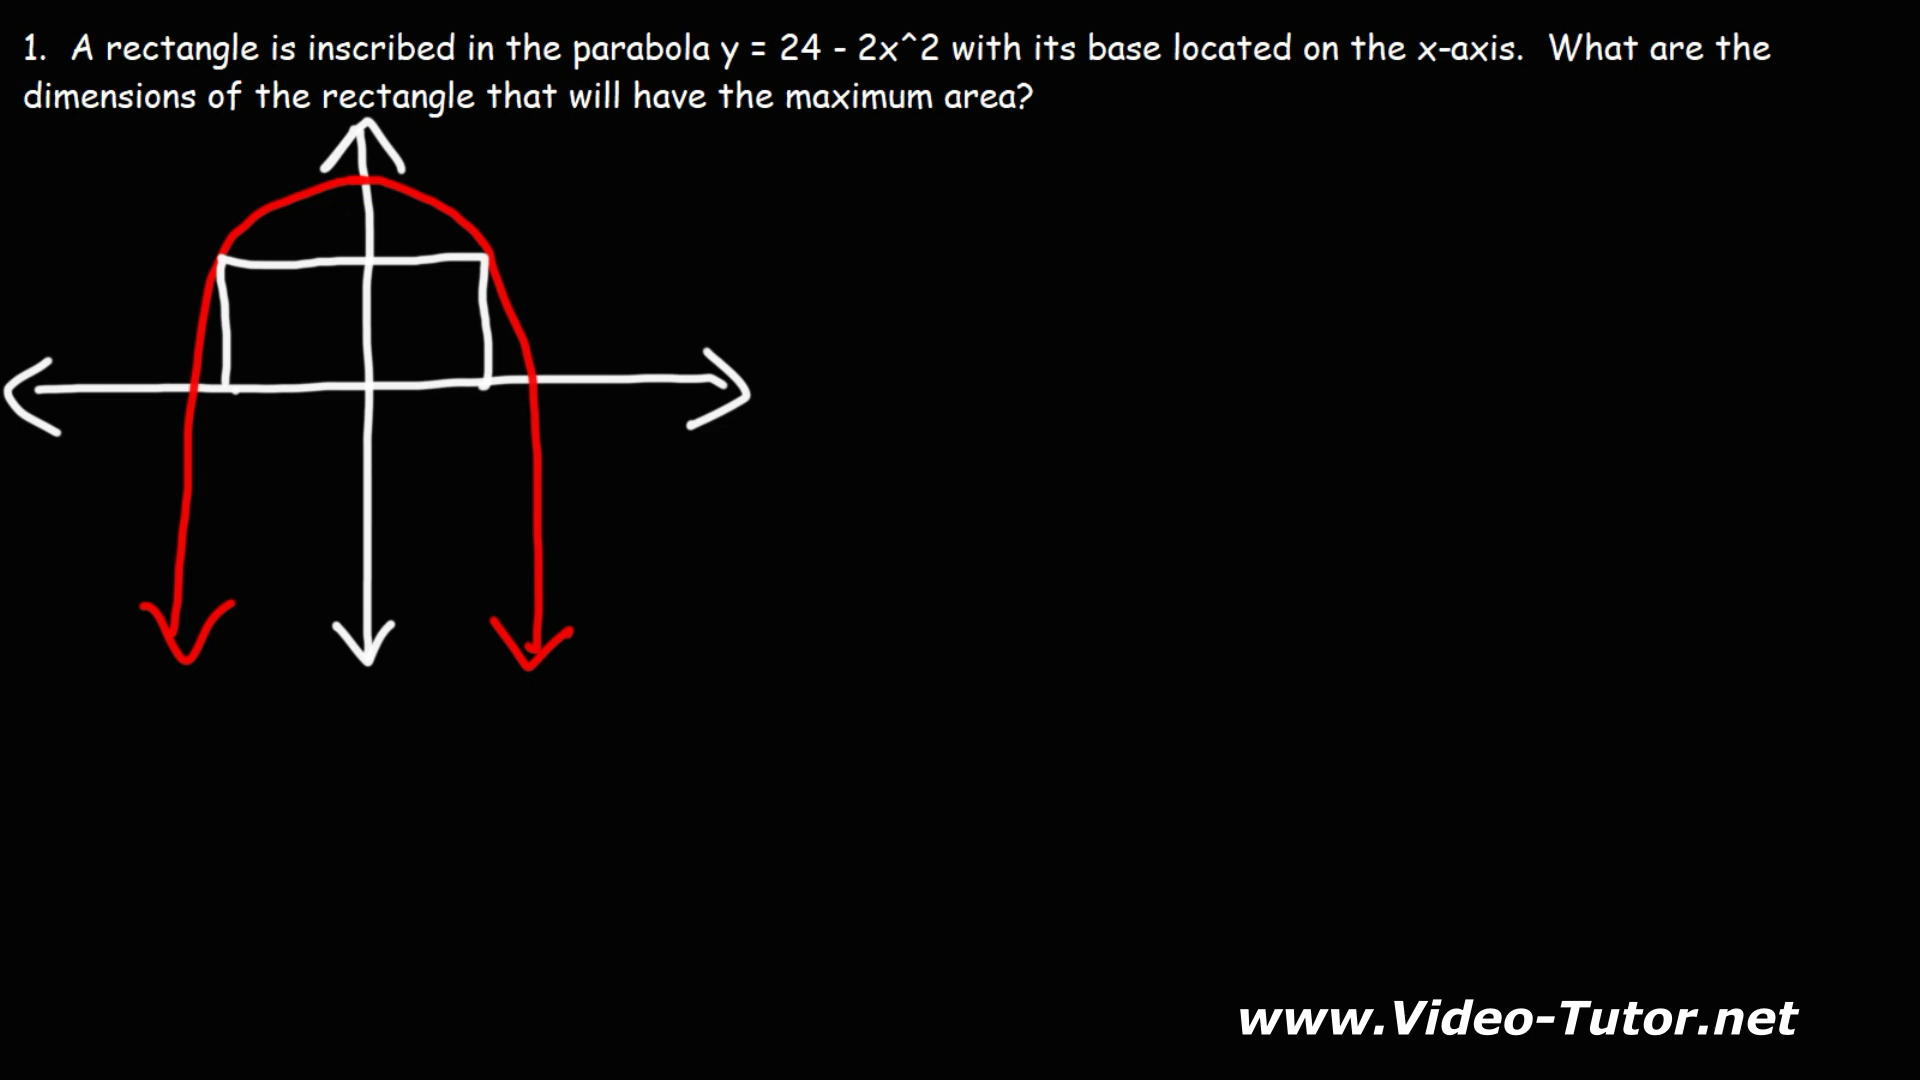 1. A rectangle is inscribed in the parabola y = 24 - 2x^2 with its base located on the x-axis. What are the
dimensions of the rectangle that will have the maximum area?
www.Video-Tutor.net